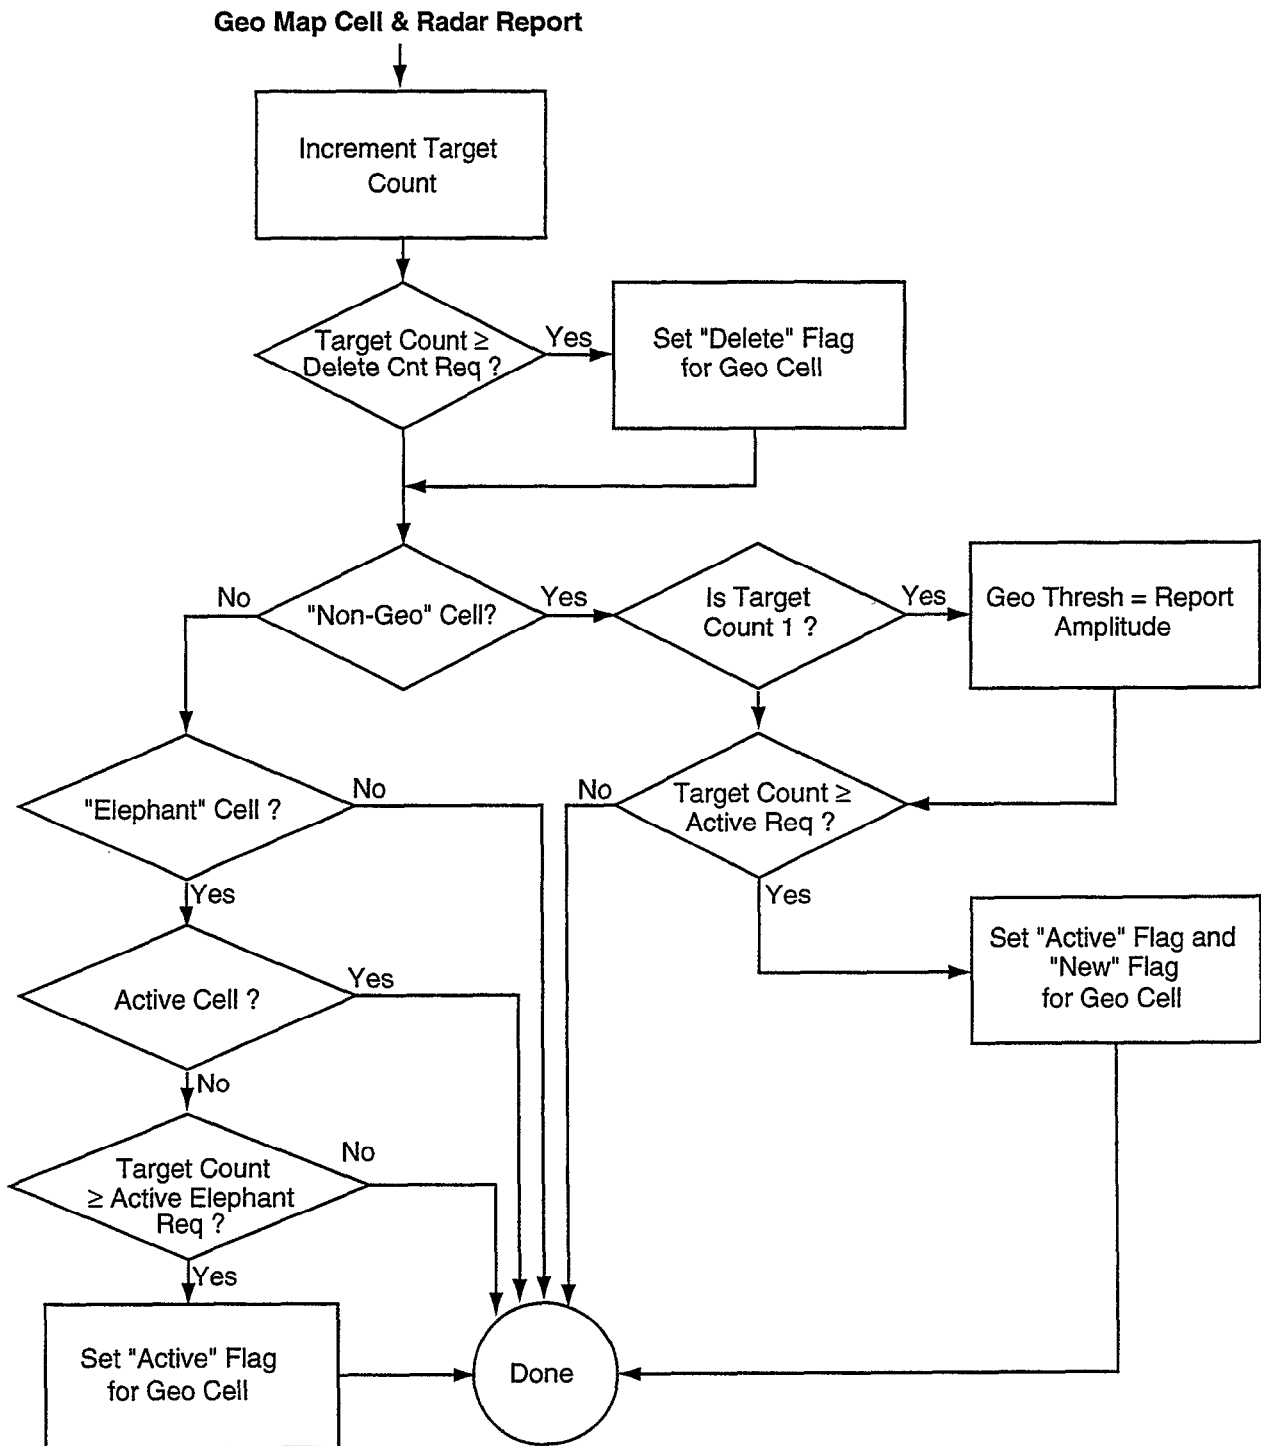 Geo Map Cell & Radar Report
Increment Target
Count
Target Count ≥
Delete Cnt Req ?
Yes
Set "Delete" Flag
for Geo Cell
No
"Non-Geo" Cell?
Yes
Is Target
Count 1 ?
Yes
Geo Thresh = Report
Amplitude
"Elephant" Cell ?
No
No
Target Count ≥
Active Req ?
Yes
Yes
Set "Active" Flag and
"New" Flag
for Geo Cell
Active Cell ?
Yes
No
Target Count
≥ Active Elephant
Req ?
No
Yes
Set "Active" Flag
for Geo Cell
Done